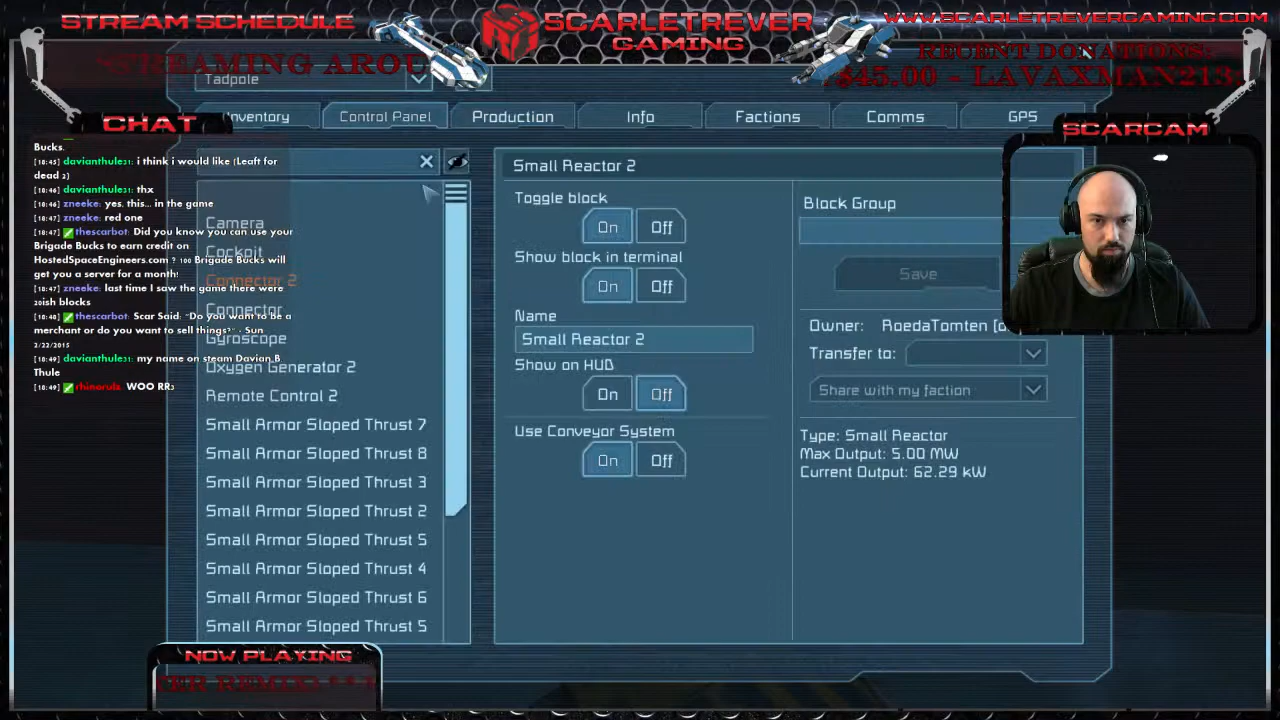 STREAM SCHEDULE
SCARLETREVER
GAMING
WWW.SCARLETREVERGAMING.COM
STREAMING AROU
RECENT DONATIONS:
$45.00 - LAVAXMAN213
Tadpole
CHAT
nventory
Control Panel
Production
Info
Factions
Comms
GPS
SCARCAM
Bucks.
[18:45] davianthule21: i think i would like (Leaft for
dead 2)
[18:46] davianthule21: thx
[18:46] zneeke: yes. this... in the game
[18:47] zneeke: red one
[18:47] thescarbot: Did you know you can use your
Brigade Bucks to earn credit on
HostedSpaceEngineers.com ? 100 Brigade Bucks will
get you a server for a month!
[18:47] zneeke: last time I saw the game there were
20ish blocks
[18:48] thescarbot: Scar Said: "Do you want to be a
merchant or do you want to sell things?" - Sun
2/22/2015
[18:49] davianthule21: my name on steam Davian B
Thule
[18:49] rhinorulz: WOO RR3
Camera
Cockpit
Connector 2
Connector
Gyroscope
Oxygen Generator 2
Remote Control 2
Small Armor Sloped Thrust 7
Small Armor Sloped Thrust 8
Small Armor Sloped Thrust 3
Small Armor Sloped Thrust 2
Small Armor Sloped Thrust 5
Small Armor Sloped Thrust 4
Small Armor Sloped Thrust 6
Small Armor Sloped Thrust 5
Small Reactor 2
Toggle block
On Off
Show block in terminal
On Off
Name
Small Reactor 2
Show on HUD
On Off
Use Conveyor System
On Off
Block Group
Save
Owner: RoedaTomten [o
Transfer to:
Share with my faction
Type: Small Reactor
Max Output: 5.00 MW
Current Output: 62.29 kW
NOW PLAYING